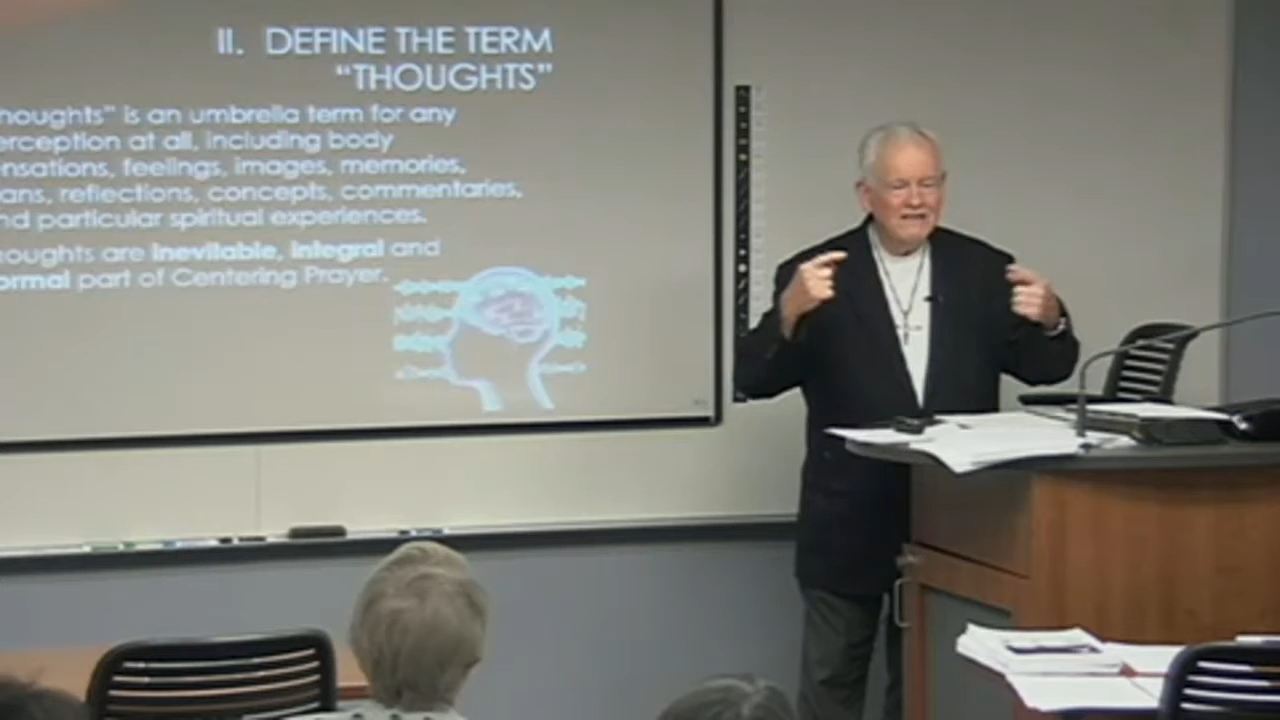 II. DEFINE THE TERM
“THOUGHTS”
houghts” is an umbrella term for any
erception at all, including body
ensations, feelings, images, memories,
ans, reflections, concepts, commentaries,
nd particular spiritual experiences.
houghts are inevitable, integral and
ormal part of Centering Prayer.